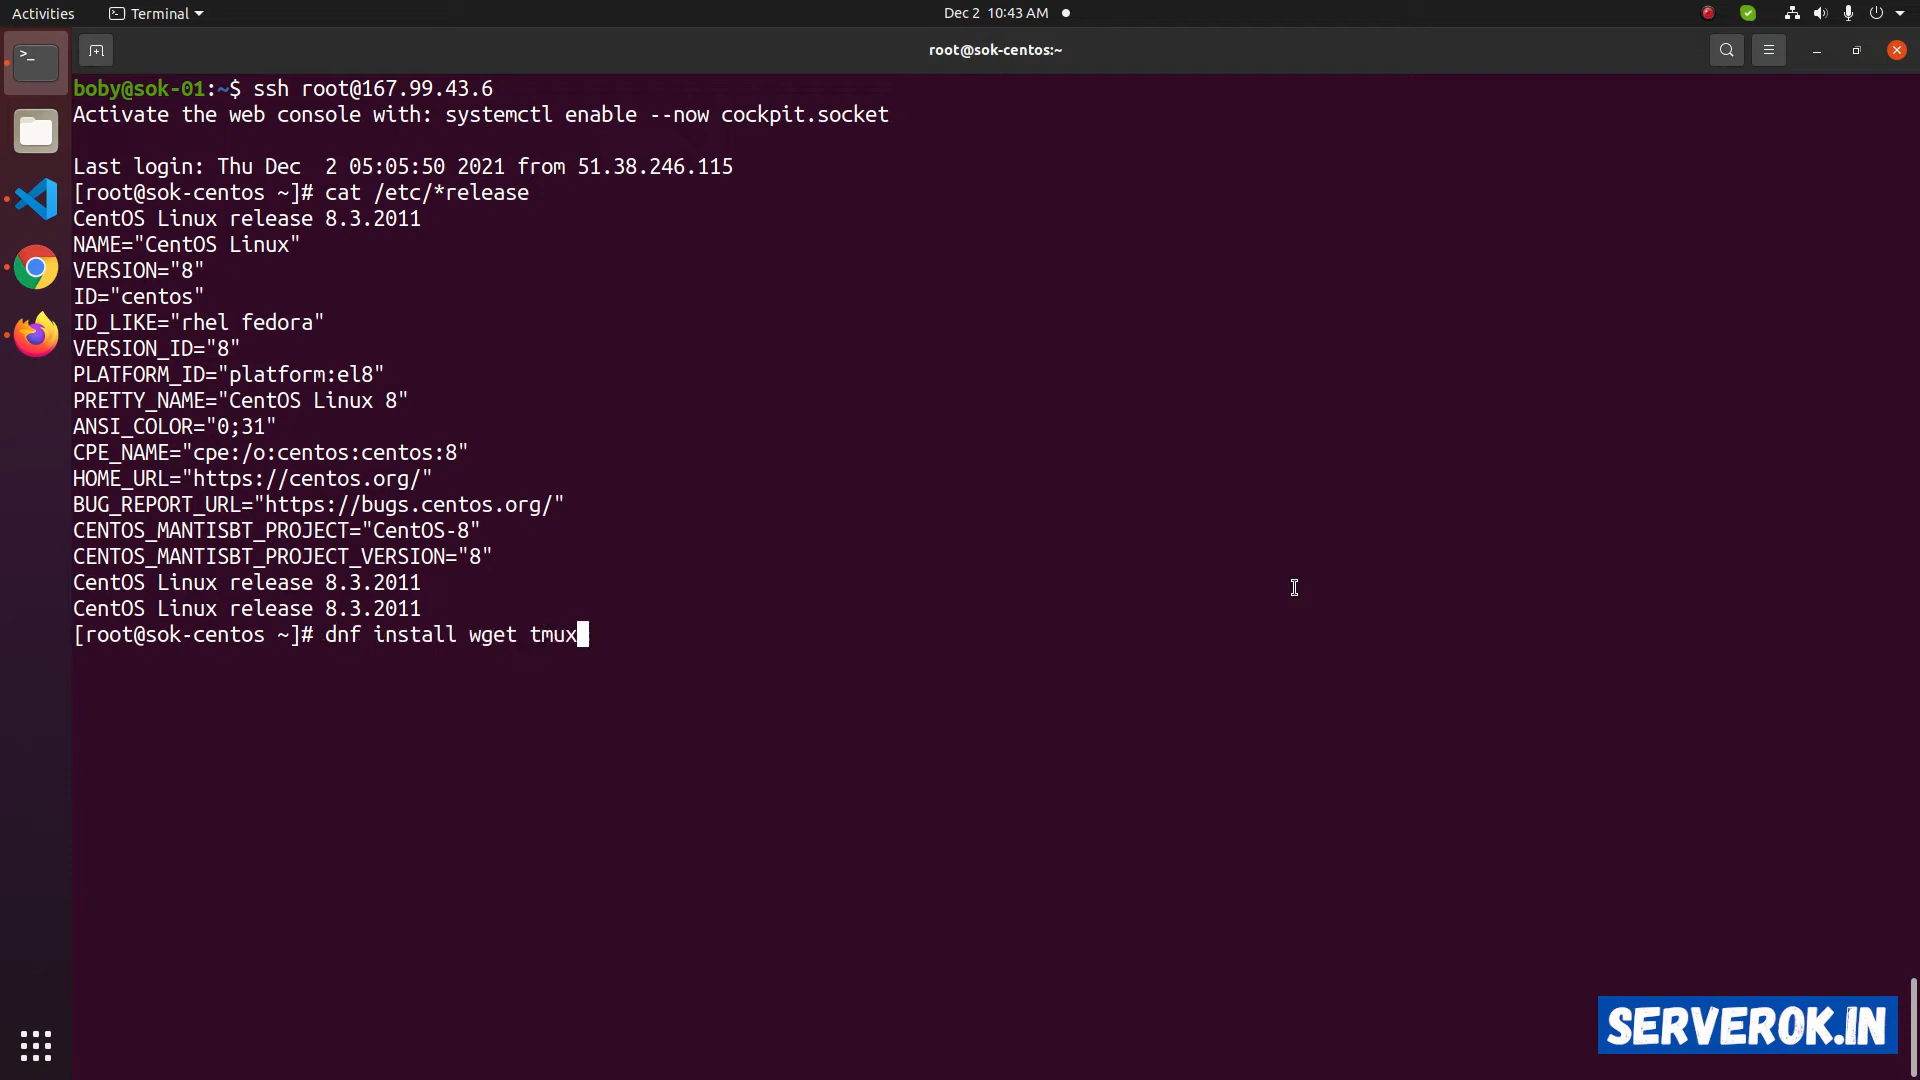 Activities
Terminal
Dec 2 10:43 AM
root@sok-centos:~
boby@sok-01:~$ ssh root@167.99.43.6
Activate the web console with: systemctl enable --now cockpit.socket
Last login: Thu Dec  2 05:05:50 2021 from 51.38.246.115
[root@sok-centos ~]# cat /etc/*release
CentOS Linux release 8.3.2011
NAME="CentOS Linux"
VERSION="8"
ID="centos"
ID_LIKE="rhel fedora"
VERSION_ID="8"
PLATFORM_ID="platform:el8"
PRETTY_NAME="CentOS Linux 8"
ANSI_COLOR="0;31"
CPE_NAME="cpe:/o:centos:centos:8"
HOME_URL="https://centos.org/"
BUG_REPORT_URL="https://bugs.centos.org/"
CENTOS_MANTISBT_PROJECT="CentOS-8"
CENTOS_MANTISBT_PROJECT_VERSION="8"
CentOS Linux release 8.3.2011
CentOS Linux release 8.3.2011
[root@sok-centos ~]# dnf install wget tmux
SERVEROK.IN